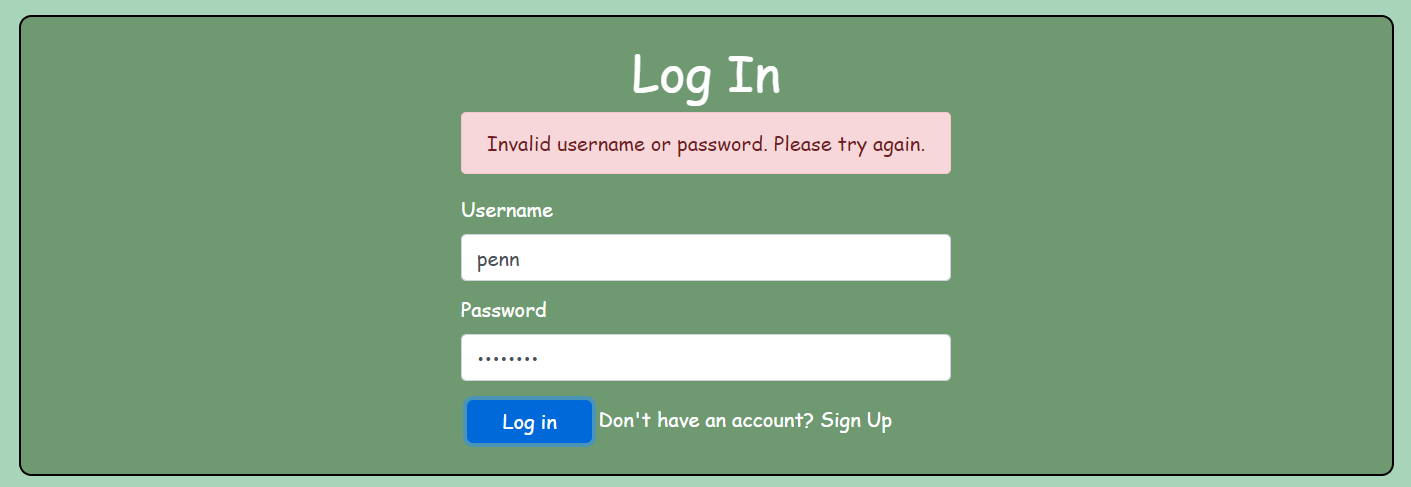 Log In
Invalid username or password. Please try again.
Username
penn
Password
••••••••
Log in Don't have an account? Sign Up